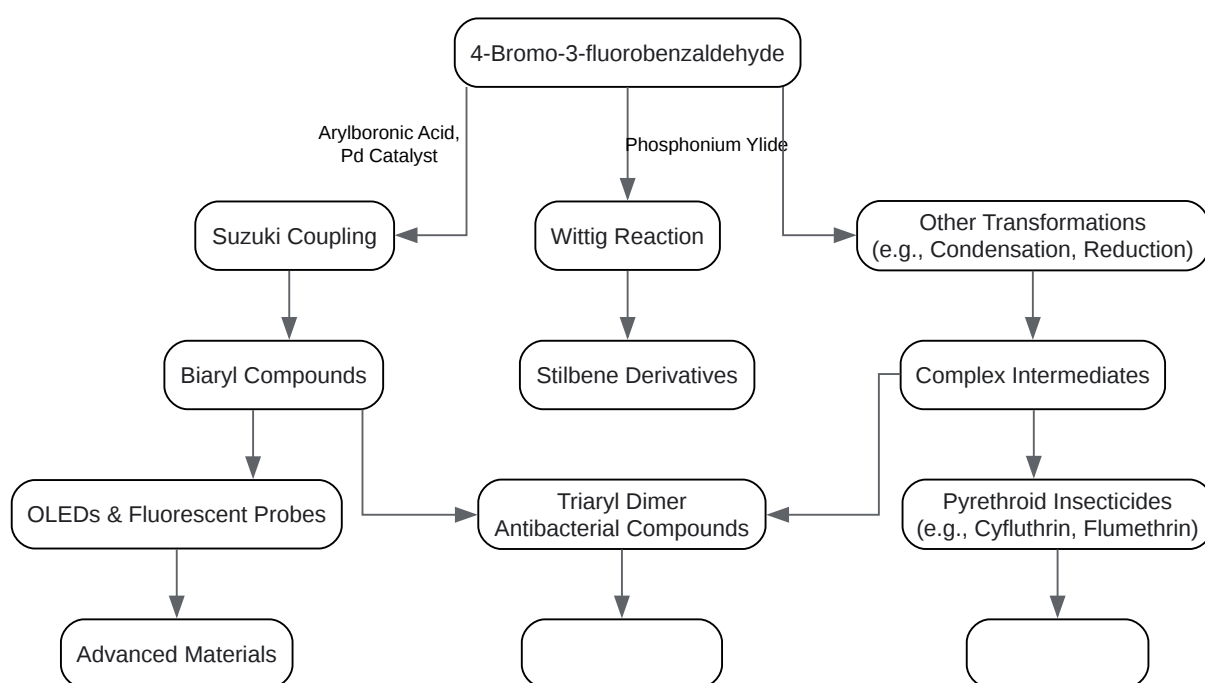 4-Bromo-3-fluorobenzaldehyde
Arylboronic Acid,
Pd Catalyst
Phosphonium Ylide
Suzuki Coupling
Wittig Reaction
Other Transformations
(e.g., Condensation, Reduction)
Biaryl Compounds
Stilbene Derivatives
Complex Intermediates
OLEDs & Fluorescent Probes
Triaryl Dimer
Antibacterial Compounds
Pyrethroid Insecticides
(e.g., Cyfluthrin, Flumethrin)
Advanced Materials